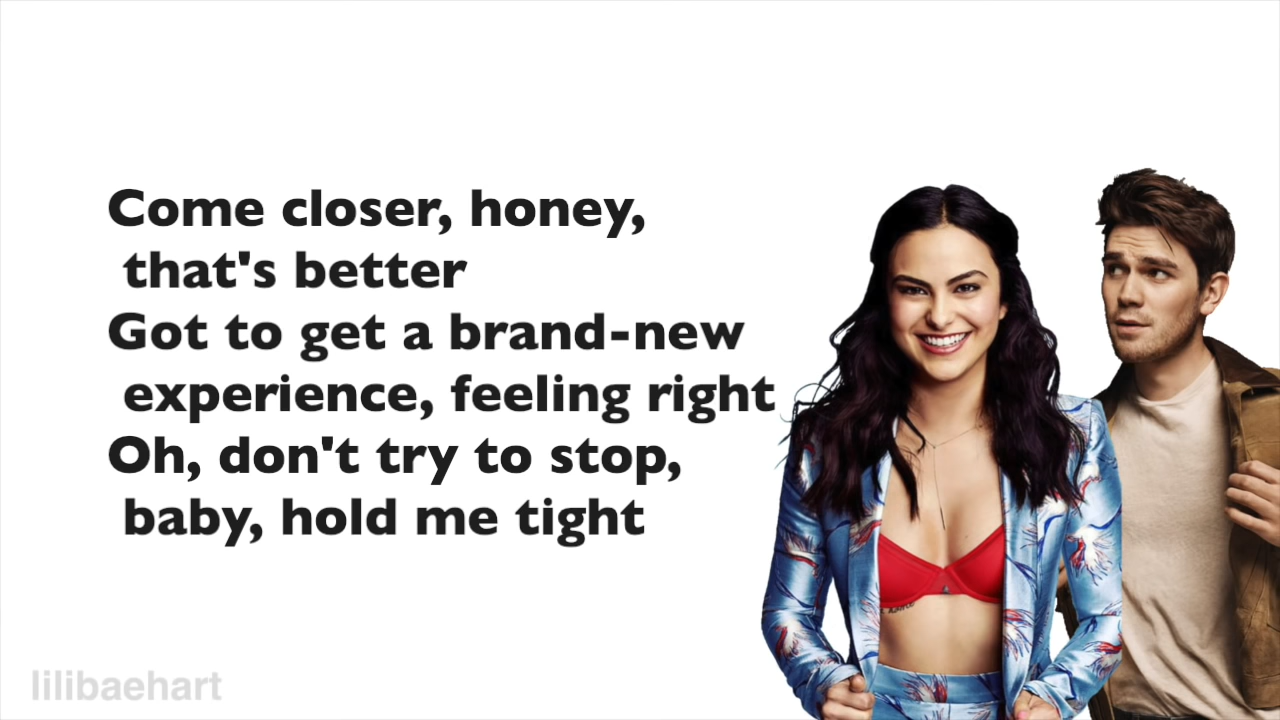 Come closer, honey,
that's better
Got to get a brand-new
experience, feeling right
Oh, don't try to stop,
baby, hold me tight
lilibaehart